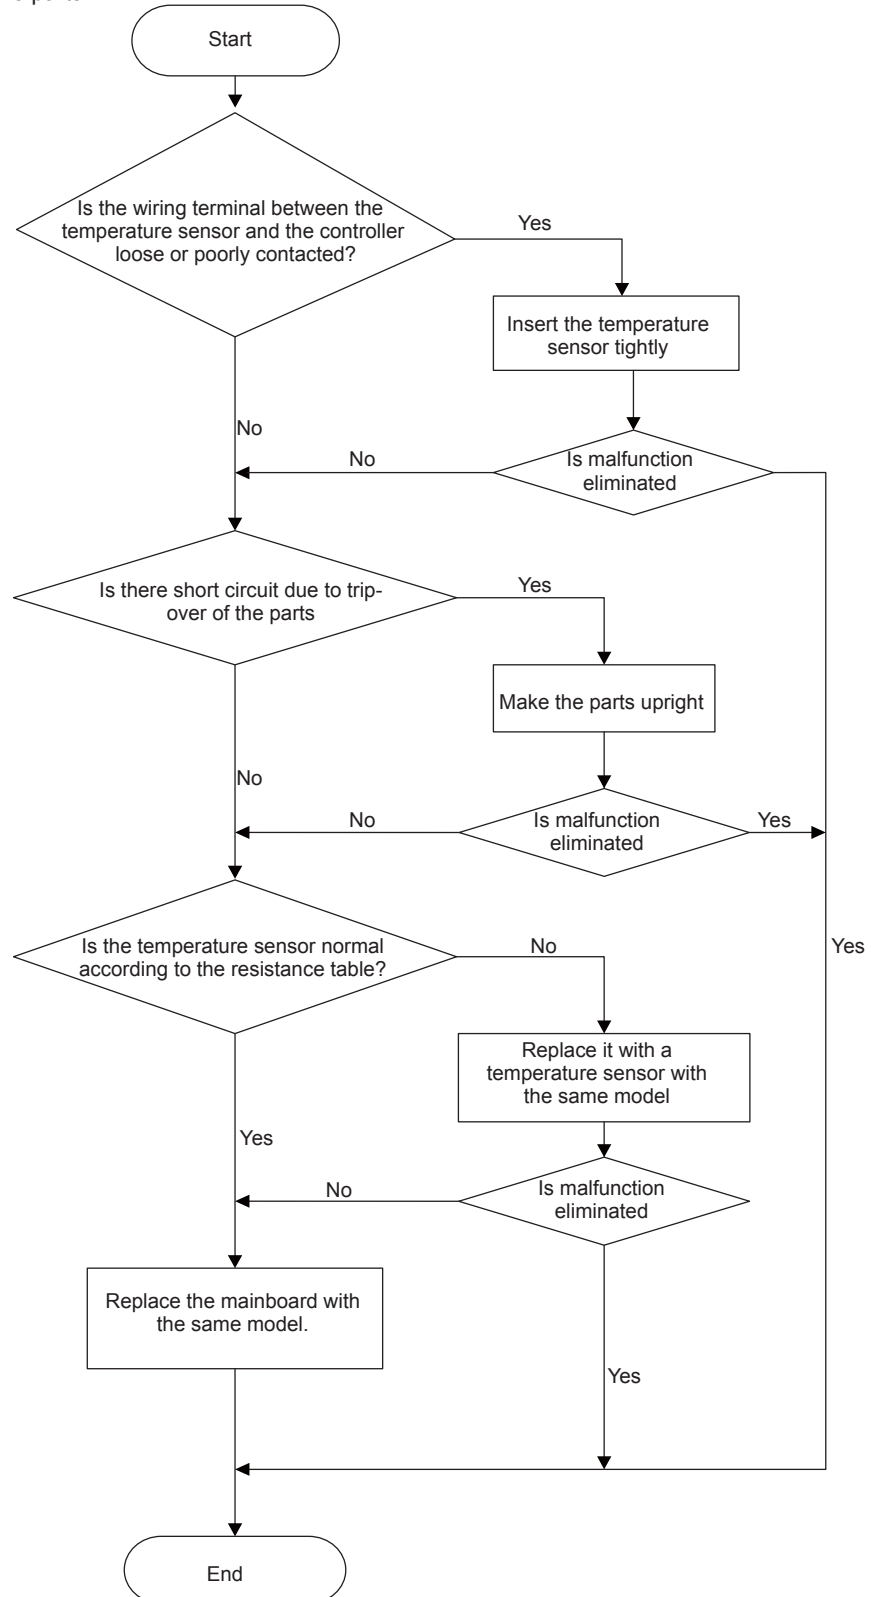 Start
Is the wiring terminal between the
temperature sensor and the controller
loose or poorly contacted?
Yes
Insert the temperature
sensor tightly
No
No
Is malfunction
eliminated
Is there short circuit due to trip-
over of the parts
Yes
Make the parts upright
No
No
Is malfunction
eliminated
Yes
Is the temperature sensor normal
according to the resistance table?
No
Yes
Replace it with a
temperature sensor with
the same model
Yes
No
Is malfunction
eliminated
Replace the mainboard with
the same model.
Yes
End